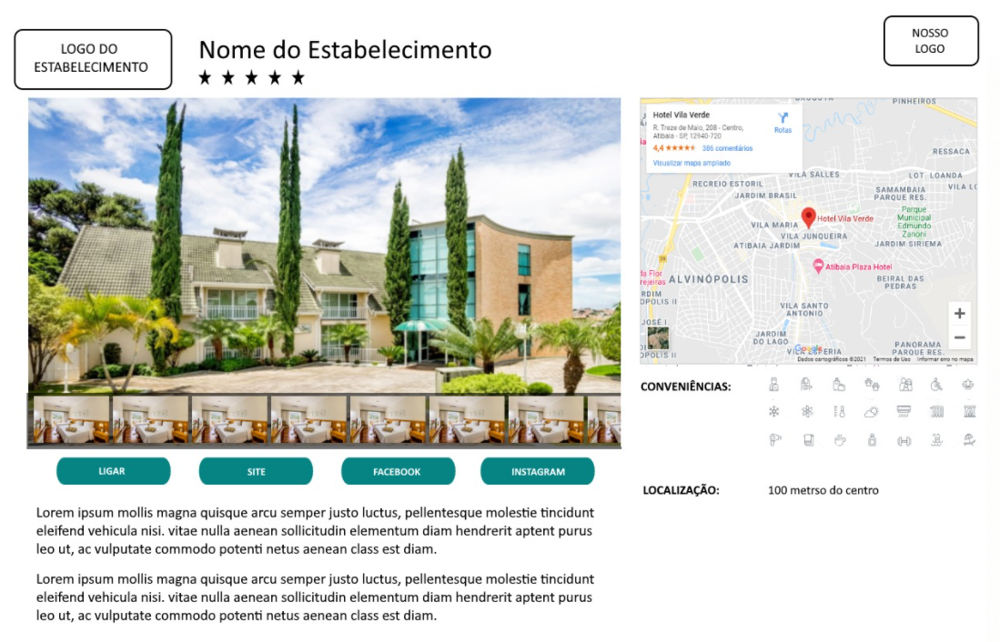 LOGO DO
ESTABELECIMENTO
Nome do Estabelecimento
NOSSO
LOGO
PINHEIROS
Hotel Vila Verde
R. Treze de Maio, 208 - Centro,
Atibaia - SP, 12940-720
4,4 386 comentários
Visualizar mapa ampliado
Rotas
RESSACA
VILA SALLES
LOT. LOANDA
RECREIO ESTORIL
SAMAMBAIA
PARQUE RES.
JARDIM BRASIL
Parque
Municipal
Edmundo
Zanoni
Hotel Vila Verde
VILA MARIA
VILA JUNQUEIRA
ATIBAIA JARDIM
JARDIM SIRIEMA
Atibaia Plaza Hotel
ALVINÓPOLIS
BEIRAL DAS
PEDRAS
VILA SANTO
ANTONIO
JARDIM
DO LAGO
Google
PANORAMA
PARQUE RES.
Dados cartográficos ©2021 Termos de Uso Informar erro no mapa
CONVENIÊNCIAS:
LIGAR
SITE
FACEBOOK
INSTAGRAM
LOCALIZAÇÃO: 100 metrso do centro
Lorem ipsum mollis magna quisque arcu semper justo luctus, pellentesque molestie tincidunt
eleifend vehicula nisi. vitae nulla aenean sollicitudin elementum diam hendrerit aptent purus
leo ut, ac vulputate commodo potenti netus aenean class est diam.
Lorem ipsum mollis magna quisque arcu semper justo luctus, pellentesque molestie tincidunt
eleifend vehicula nisi. vitae nulla aenean sollicitudin elementum diam hendrerit aptent purus
leo ut, ac vulputate commodo potenti netus aenean class est diam.